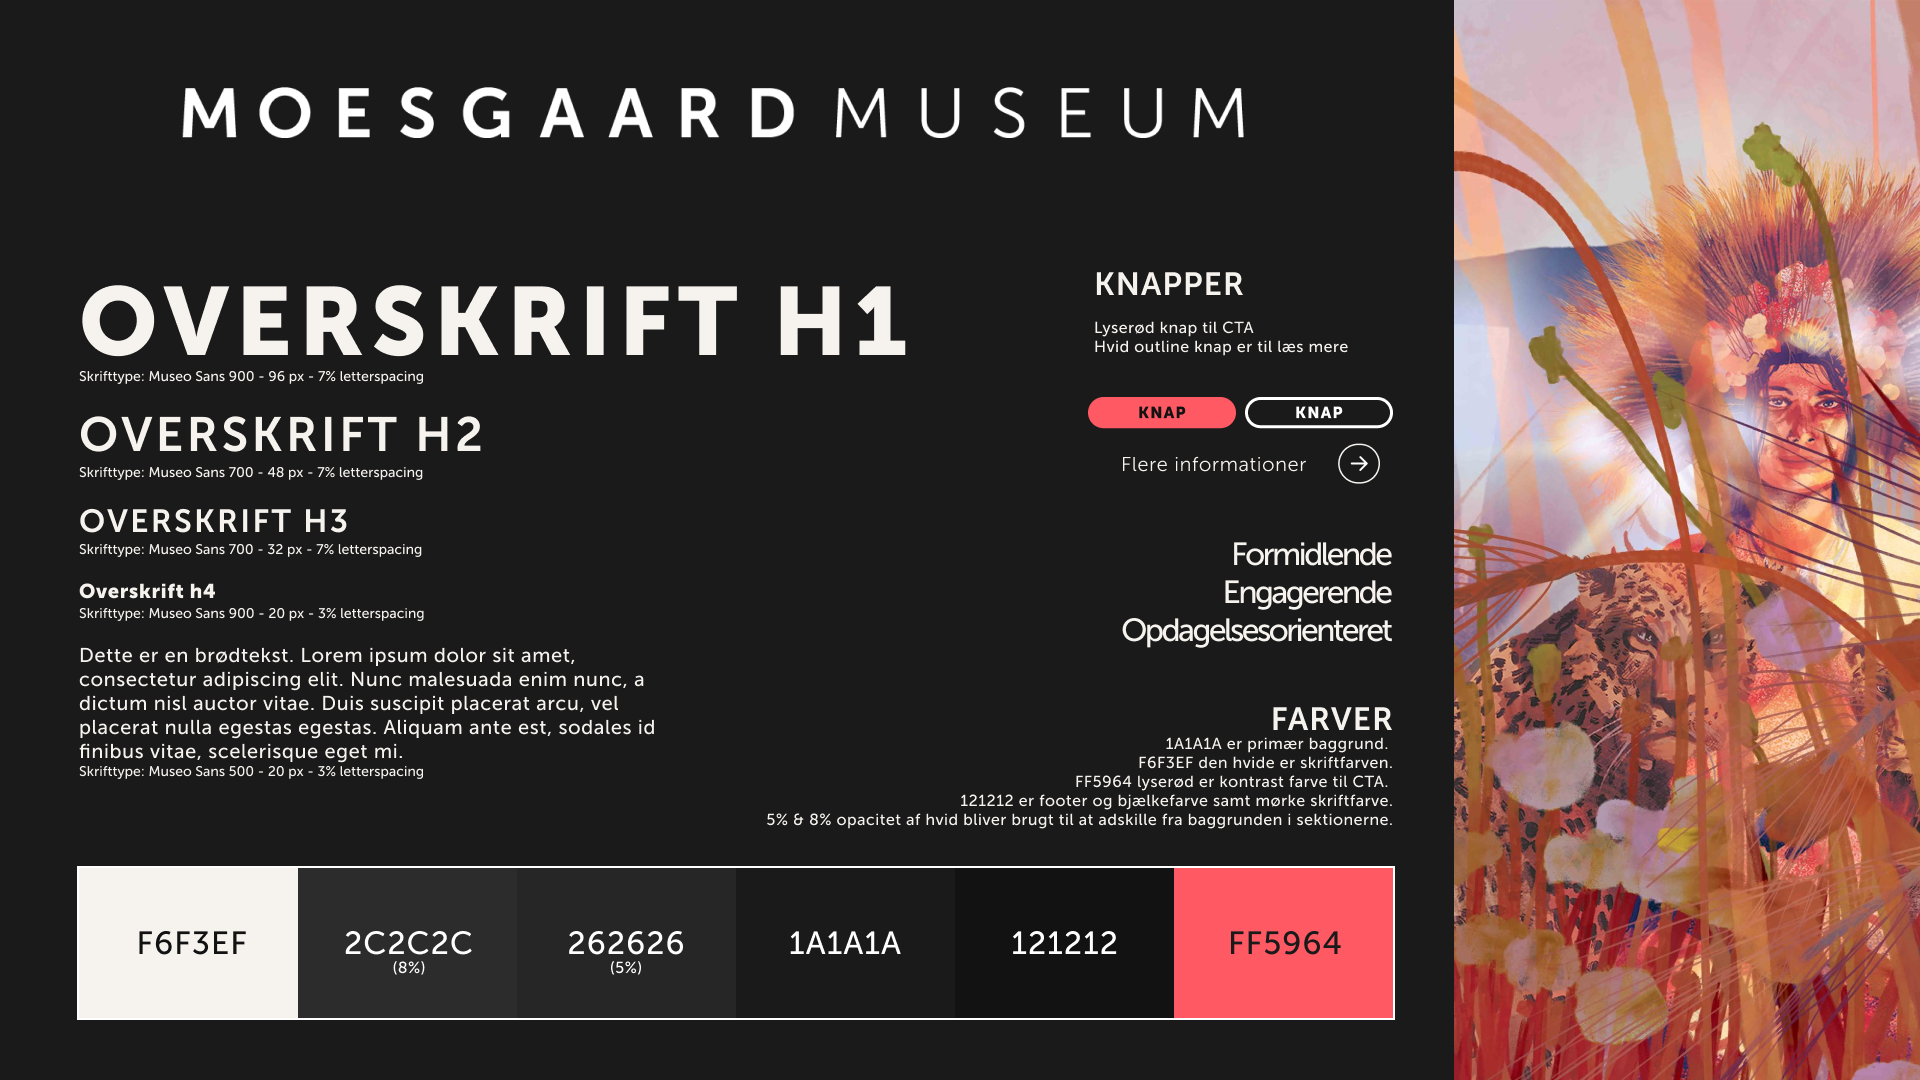 MOESGAARD MUSEUM
OVERSKRIFT H1
Skrifttype: Museo Sans 900 - 96 px - 7% letterspacing
OVERSKRIFT H2
Skrifttype: Museo Sans 700 - 48 px - 7% letterspacing
OVERSKRIFT H3
Skrifttype: Museo Sans 700 - 32 px - 7% letterspacing
Overskrift h4
Skrifttype: Museo Sans 900 - 20 px - 3% letterspacing
Dette er en brødtekst. Lorem ipsum dolor sit amet,
consectetur adipiscing elit. Nunc malesuada enim nunc, a
dictum nisl auctor vitae. Duis suscipit placerat arcu, vel
placerat nulla egestas egestas. Aliquam ante est, sodales id
finibus vitae, scelerisque eget mi.
Skrifttype: Museo Sans 500 - 20 px - 3% letterspacing
KNAPPER
Lyserød knap til CTA
Hvid outline knap er til læs mere
KNAP KNAP
Flere informationer
Formidlende
Engagerende
Opdagelsesorienteret
FARVER
1A1A1A er primær baggrund.
F6F3EF den hvide er skriftfarven.
FF5964 lyserød er kontrast farve til CTA.
121212 er footer og bjælkefarve samt mørke skriftfarve.
5% & 8% opacitet af hvid bliver brugt til at adskille fra baggrunden i sektionerne.
F6F3EF 2C2C2C 262626 1A1A1A 121212 FF5964
(8%) (5%)